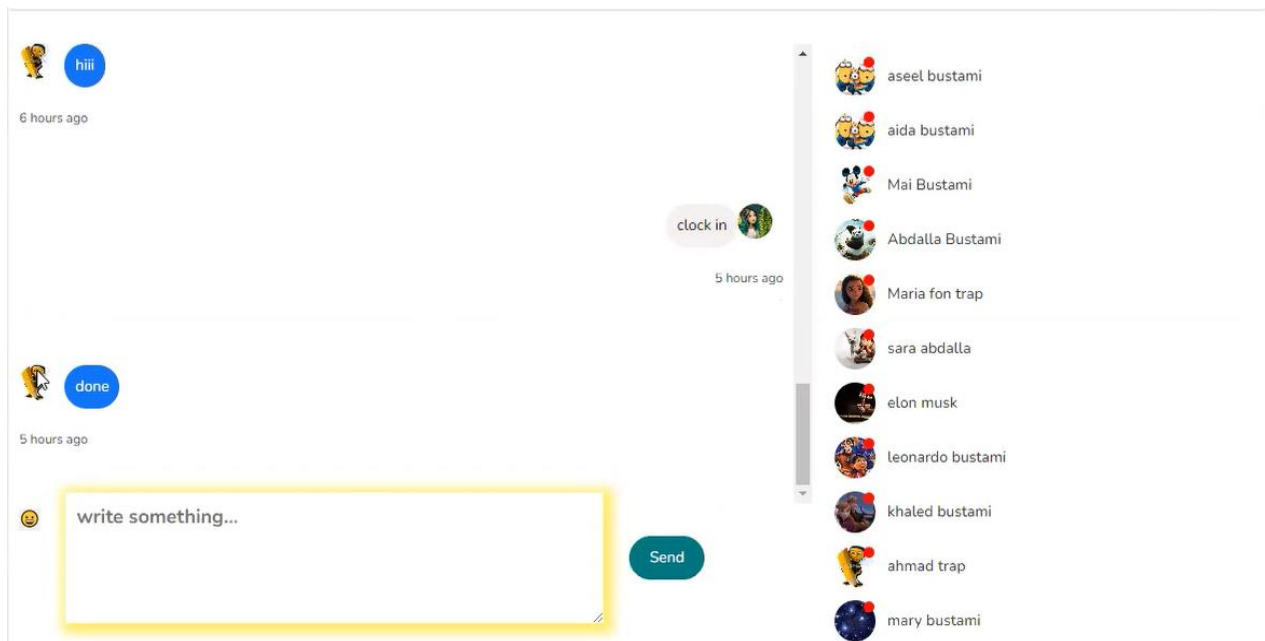 hiii
6 hours ago
clock in
5 hours ago
done
5 hours ago
write something...
Send
aseel bustami
aida bustami
Mai Bustami
Abdalla Bustami
Maria fon trap
sara abdalla
elon musk
leonardo bustami
khaled bustami
ahmad trap
mary bustami